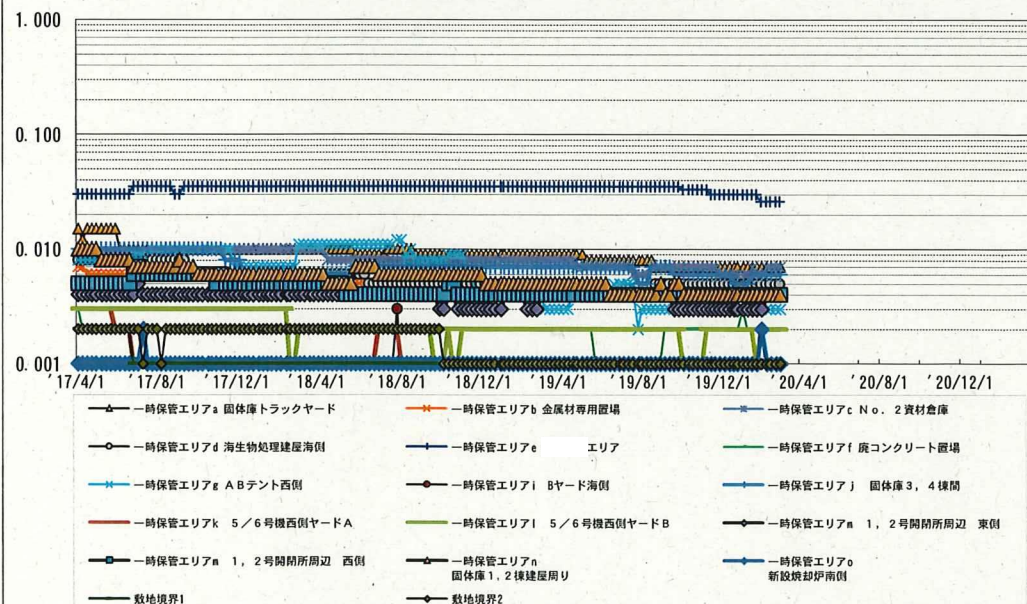 1.000
0.100
0.010
0.001
'17/4/1 '17/8/1 '17/12/1 '18/4/1 '18/8/1 '18/12/1 '19/4/1 '19/8/1 '19/12/1 '20/4/1 '20/8/1 '20/12/1
一時保管エリアa 固体庫トラックヤード 一時保管エリアb 金属材専用置場 一時保管エリアc No. 2資材倉庫
一時保管エリアd 海生物処理建屋海側 一時保管エリアe エリア 一時保管エリアf 廃コンクリート置場
一時保管エリアg ABテント西側 一時保管エリアi Bヤード海側 一時保管エリアj 固体庫3, 4棟間
一時保管エリアk 5/6号機西側ヤードA 一時保管エリアl 5/6号機西側ヤードB 一時保管エリアm 1, 2号開閉所周辺 東側
一時保管エリアm 1, 2号開閉所周辺 西側 一時保管エリアn 一時保管エリアo
固体庫1, 2棟建屋周り 新設焼却炉南側
敷地境界1 敷地境界2